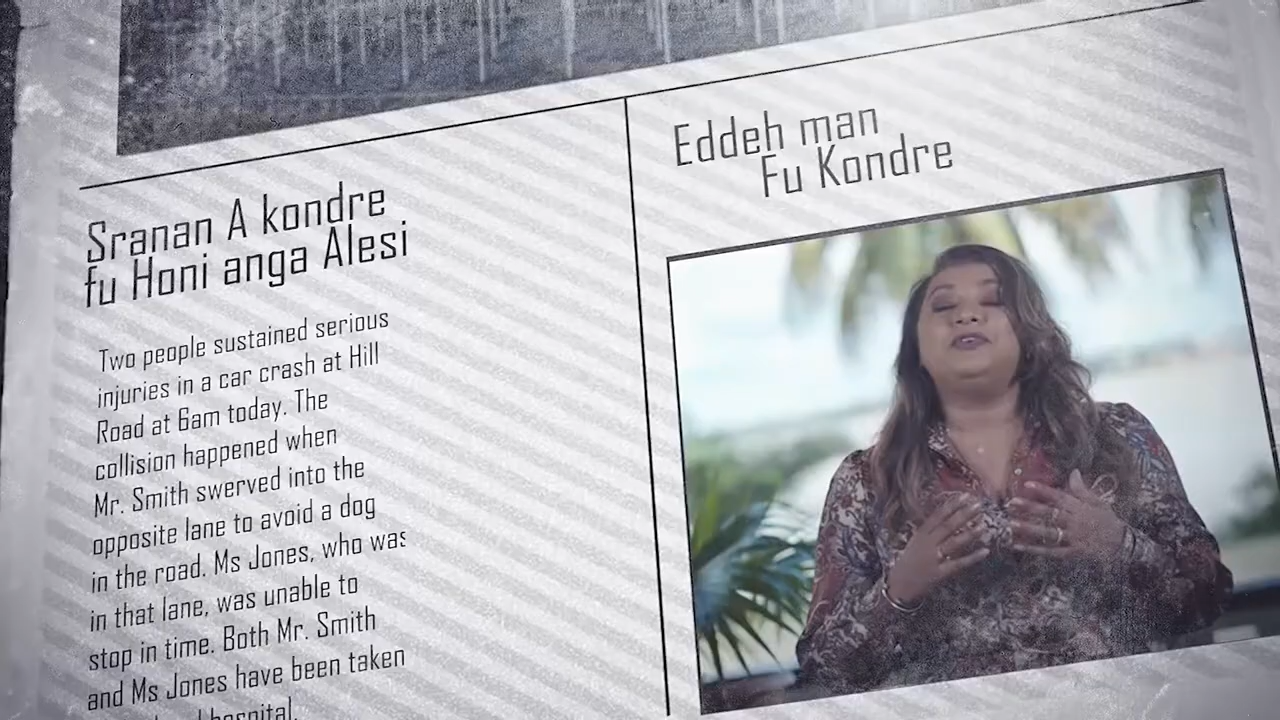 Sranan A kondre
fu Honi anga Alesi
Two people sustained serious
injuries in a car crash at Hill
Road at 6am today. The
collision happened when
Mr. Smith swerved into the
opposite lane to avoid a dog
in the road. Ms Jones, who was
in that lane, was unable to
stop in time. Both Mr. Smith
and Ms Jones have been taken
hospital.
Eddeh man
Fu Kondre